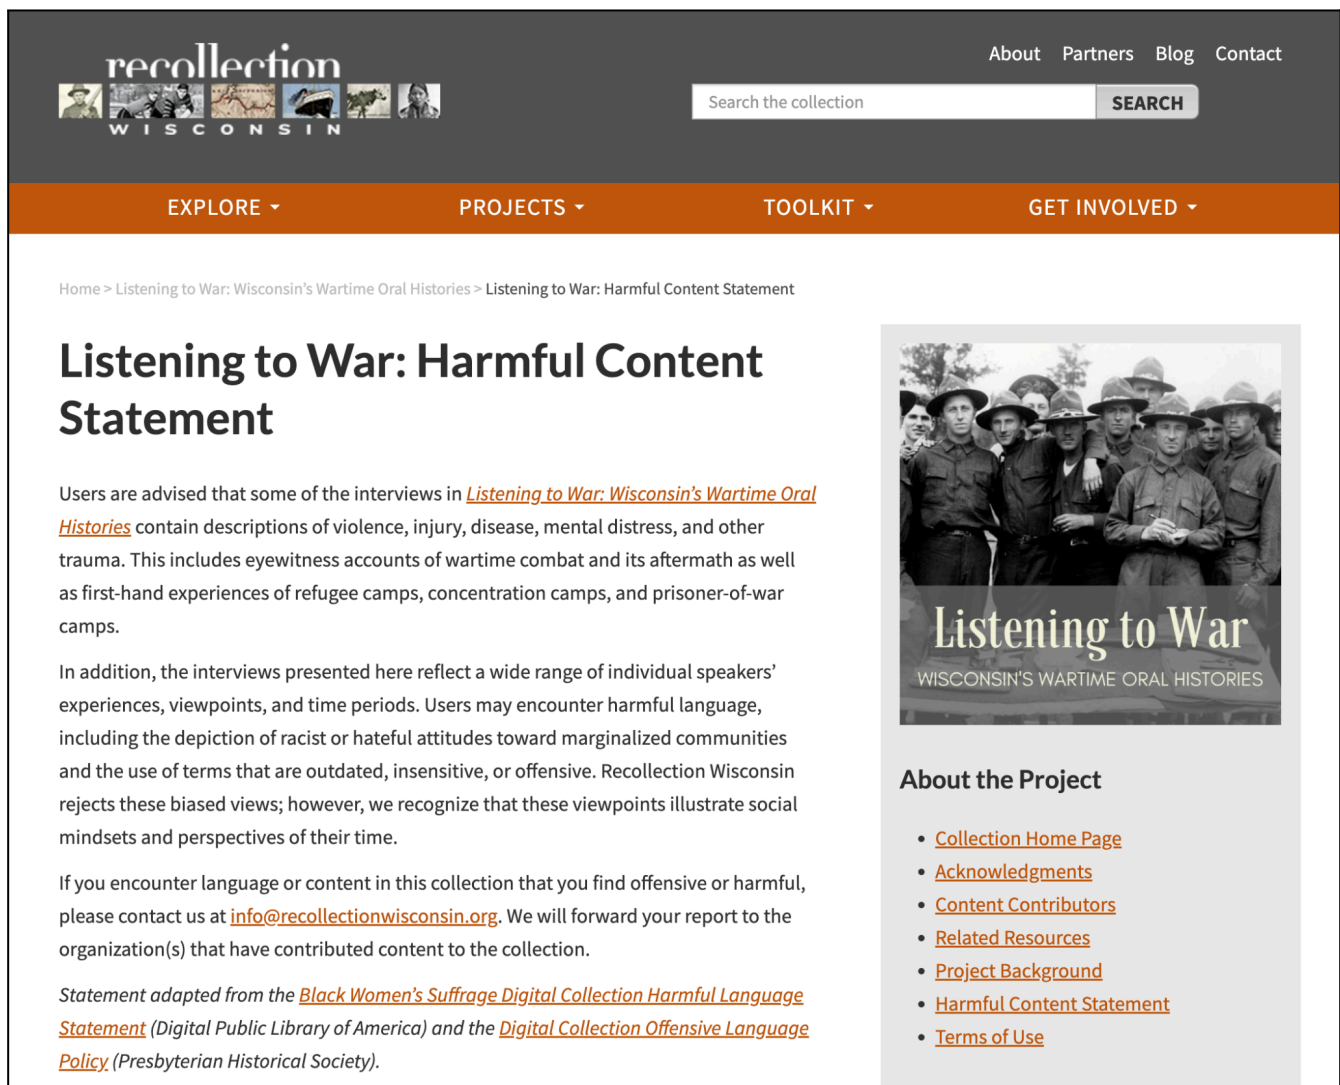 recollection
WISCONSIN
About Partners Blog Contact
Search the collection SEARCH
EXPLORE PROJECTS TOOLKIT GET INVOLVED
Home > Listening to War: Wisconsin's Wartime Oral Histories > Listening to War: Harmful Content Statement
Listening to War: Harmful Content
Statement
Users are advised that some of the interviews in Listening to War: Wisconsin's Wartime Oral
Histories contain descriptions of violence, injury, disease, mental distress, and other
trauma. This includes eyewitness accounts of wartime combat and its aftermath as well
as first-hand experiences of refugee camps, concentration camps, and prisoner-of-war
camps.
In addition, the interviews presented here reflect a wide range of individual speakers'
experiences, viewpoints, and time periods. Users may encounter harmful language,
including the depiction of racist or hateful attitudes toward marginalized communities
and the use of terms that are outdated, insensitive, or offensive. Recollection Wisconsin
rejects these biased views; however, we recognize that these viewpoints illustrate social
mindsets and perspectives of their time.
If you encounter language or content in this collection that you find offensive or harmful,
please contact us at info@recollectionwisconsin.org. We will forward your report to the
organization(s) that have contributed content to the collection.
Statement adapted from the Black Women's Suffrage Digital Collection Harmful Language
Statement (Digital Public Library of America) and the Digital Collection Offensive Language
Policy (Presbyterian Historical Society).
Listening to War
WISCONSIN'S WARTIME ORAL HISTORIES
About the Project
Collection Home Page
Acknowledgments
Content Contributors
Related Resources
Project Background
Harmful Content Statement
Terms of Use